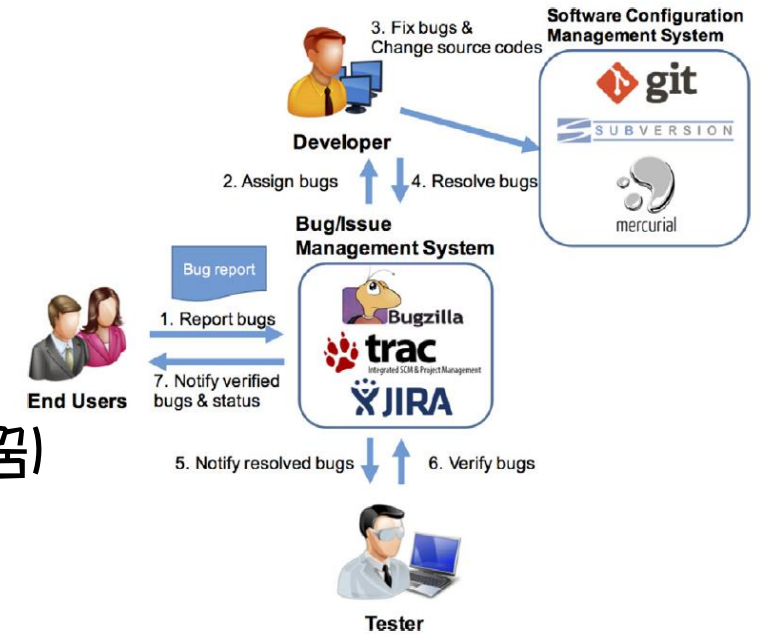 Software Configuration
Management System
3. Fix bugs &
Change source codes
git
SUBVERSION
mercurial
Developer
2. Assign bugs
4. Resolve bugs
Bug/Issue
Management System
Bug report
Bugzilla
1. Report bugs
trac
Integrated SCM & Project Management
7. Notify verified
bugs & status
JIRA
End Users
5. Notify resolved bugs
6. Verify bugs
Tester